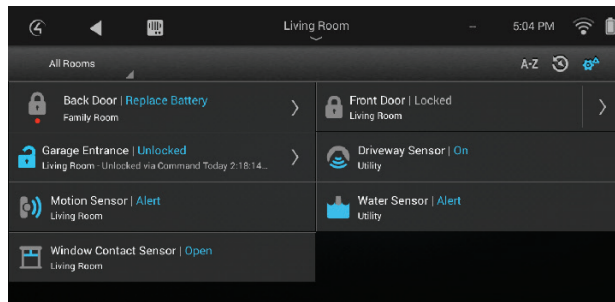 Living Room
5:04 PM
All Rooms
A-Z
Back Door | Replace Battery
Family Room
Front Door | Locked
Living Room
Garage Entrance | Unlocked
Living Room - Unlocked via Command Today 2:18:14...
Driveway Sensor | On
Utility
Motion Sensor | Alert
Living Room
Water Sensor | Alert
Utility
Window Contact Sensor | Open
Living Room